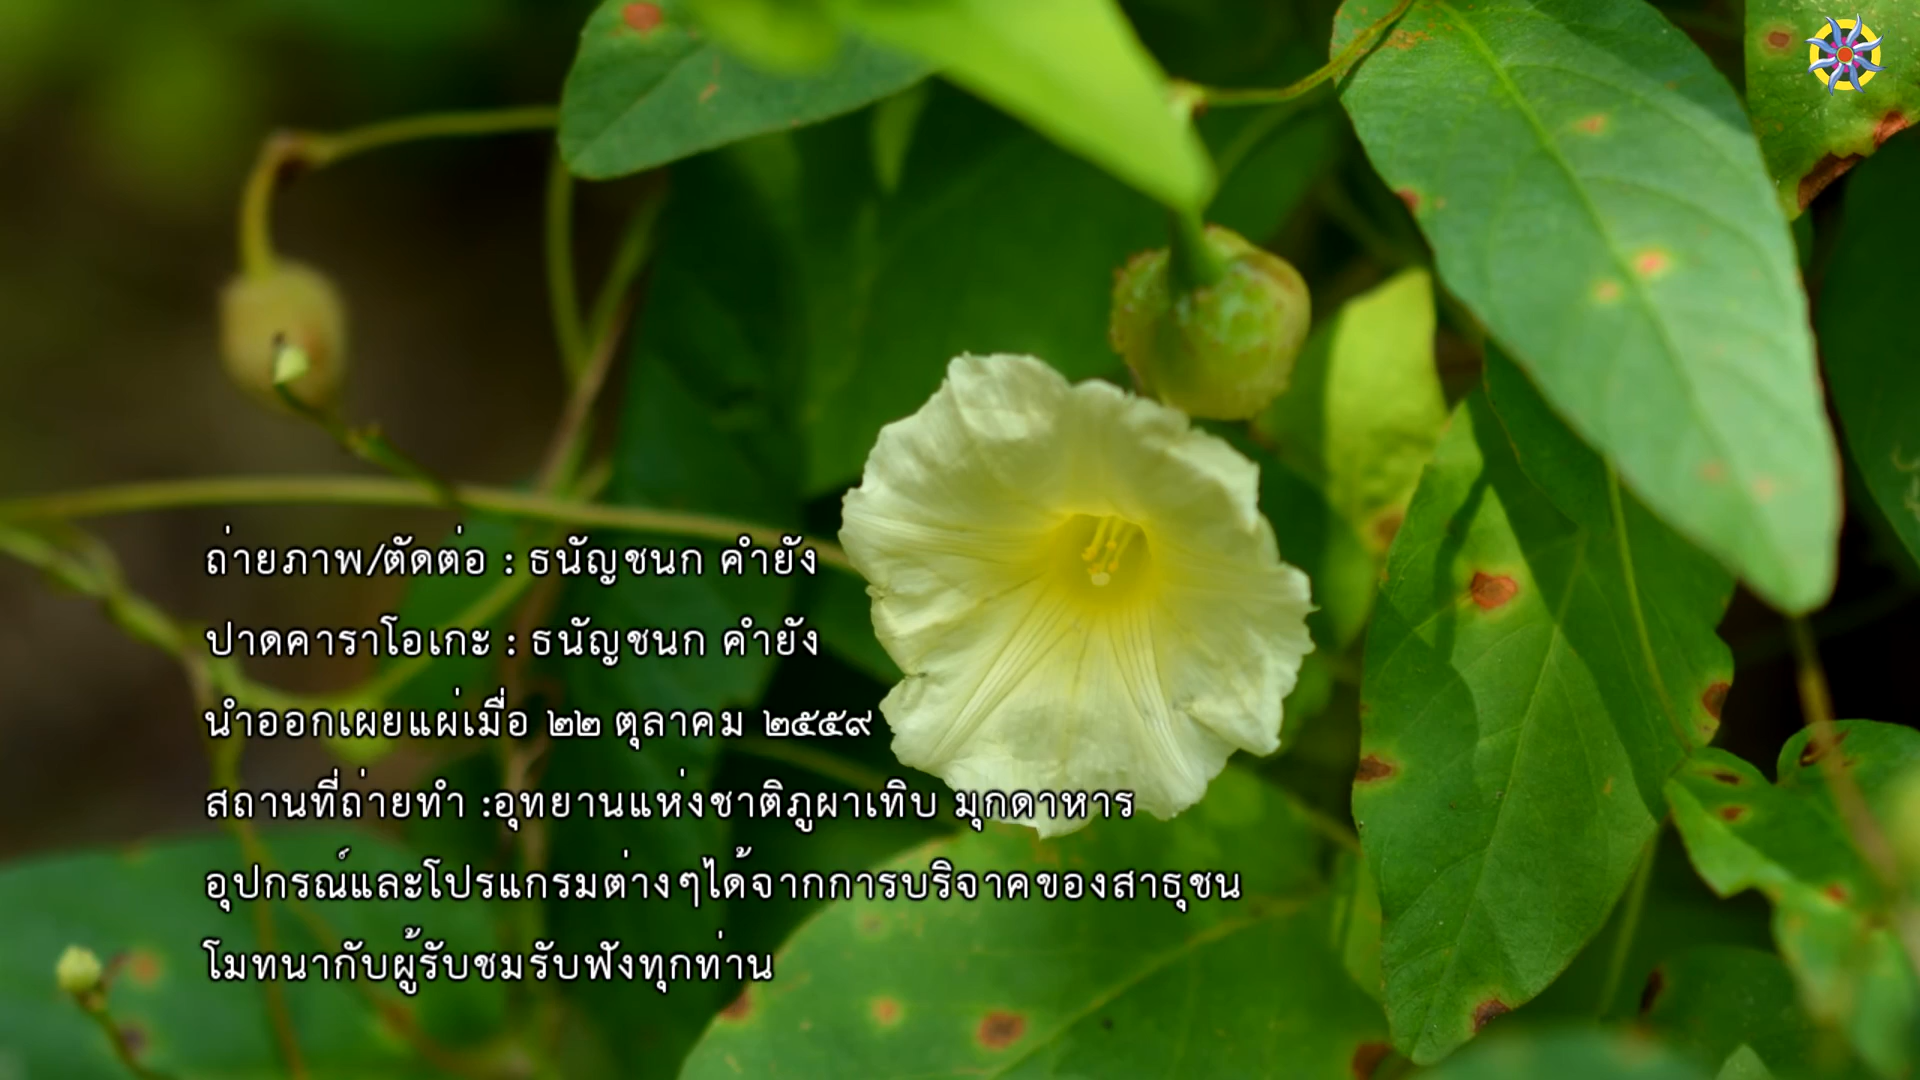 ถ่ายภาพ/ตัดต่อ : ธนัญชนก คำยัง
ปาดคาราโอเกะ : ธนัญชนก คำยัง
นำออกเผยแผ่เมื่อ ๒๒ ตุลาคม ๒๕๕๙
สถานที่ถ่ายทำ :อุทยานแห่งชาติภูผาเทิบ มุกดาหาร
อุปกรณ์และโปรแกรมต่างๆได้จากการบริจาคของสาธุชน
โมทนากับผู้รับชมรับฟังทุกท่าน